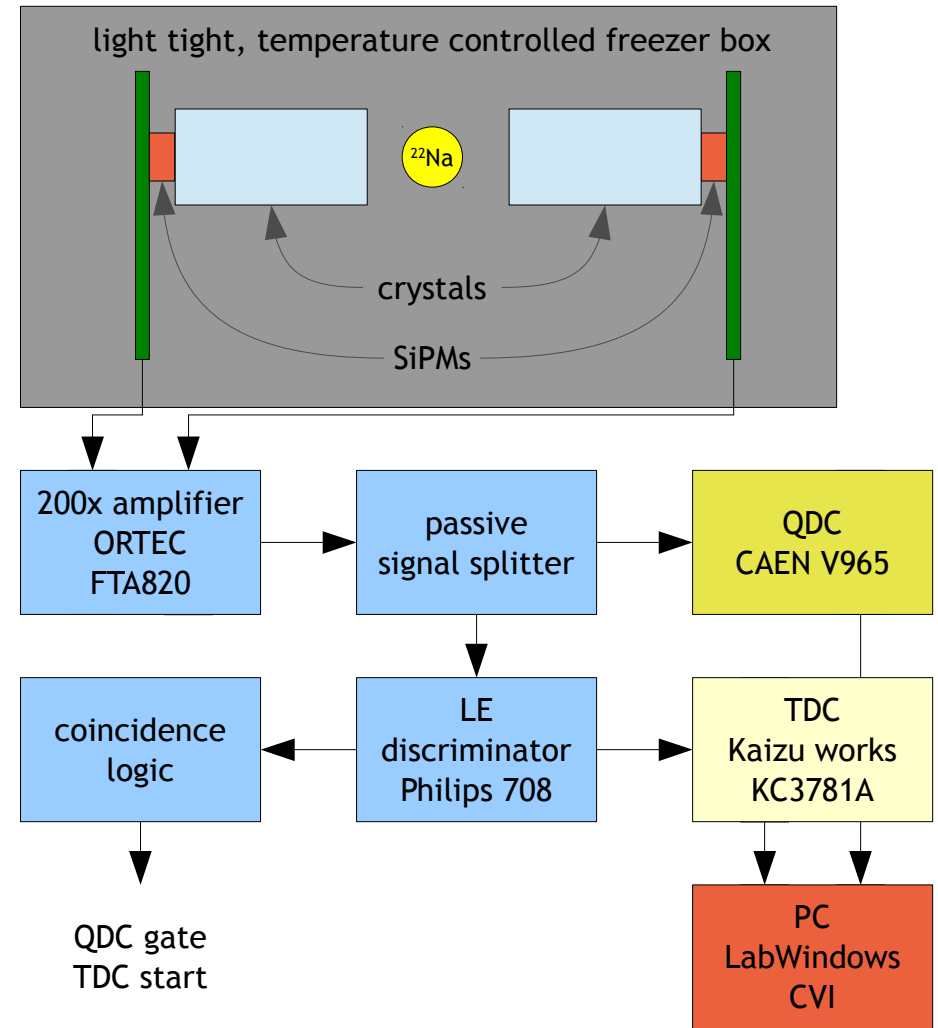 light tight, temperature controlled freezer box
²²Na
crystals
SiPMs
200x amplifier
ORTEC
FTA820
passive
signal splitter
QDC
CAEN V965
coincidence
logic
LE
discriminator
Philips 708
TDC
Kaizu works
KC3781A
QDC gate
TDC start
PC
LabWindows
CVI